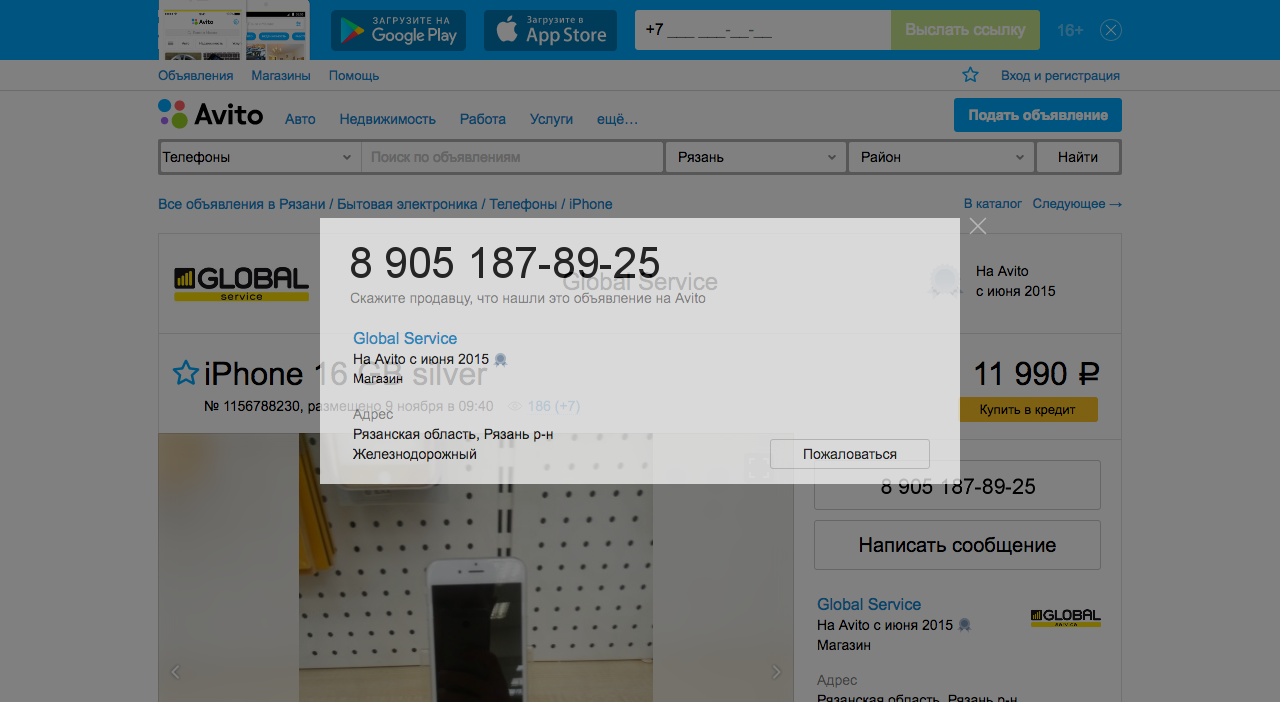 Avito
ЗАГРУЗИТЕ НА
Google Play
Загрузите в
App Store
+7 ___ ___-__-__
Выслать ссылку
16+
Объявления Магазины Помощь
Вход и регистрация
Avito
Авто Недвижимость Работа Услуги ещё...
Подать объявление
Телефоны
Поиск по объявлениям
Рязань
Район
Найти
Все объявления в Рязани / Бытовая электроника / Телефоны / iPhone
В каталог Следующее →
GLOBAL
service
Global Service
На Avito
с июня 2015
8 905 187-89-25
Скажите продавцу, что нашли это объявление на Avito
Global Service
На Avito с июня 2015
Магазин
Адрес
Рязанская область, Рязань р-н
Железнодорожный
Пожаловаться
iPhone 16 GB silver
№ 1156788230, размещено 9 ноября в 09:40 186 (+7)
11 990 ₽
Купить в кредит
8 905 187-89-25
Написать сообщение
Global Service
На Avito с июня 2015
Магазин
GLOBAL
service
Адрес
Рязанская область, Рязань р-н